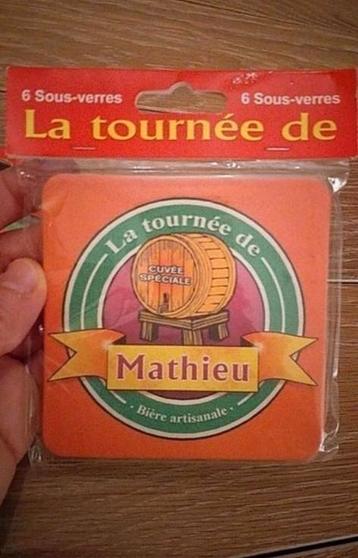 6 Sous-verres 6 Sous-verres
La tournée de
La tournée de
CUVÉE
SPÉCIALE
Mathieu
· Bière artisanale ·